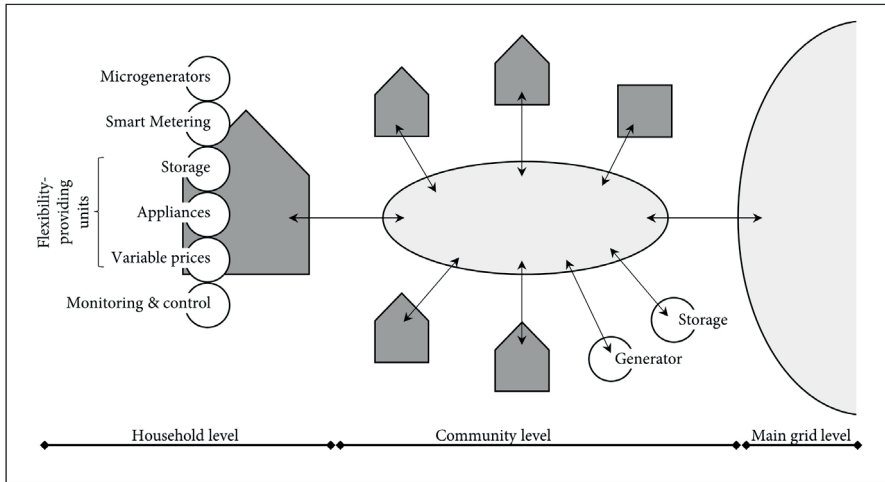 Microgenerators
Smart Metering
Storage
Appliances
Variable prices
Monitoring & control
Flexibility-
providing
units
Storage
Generator
Household level
Community level
Main grid level